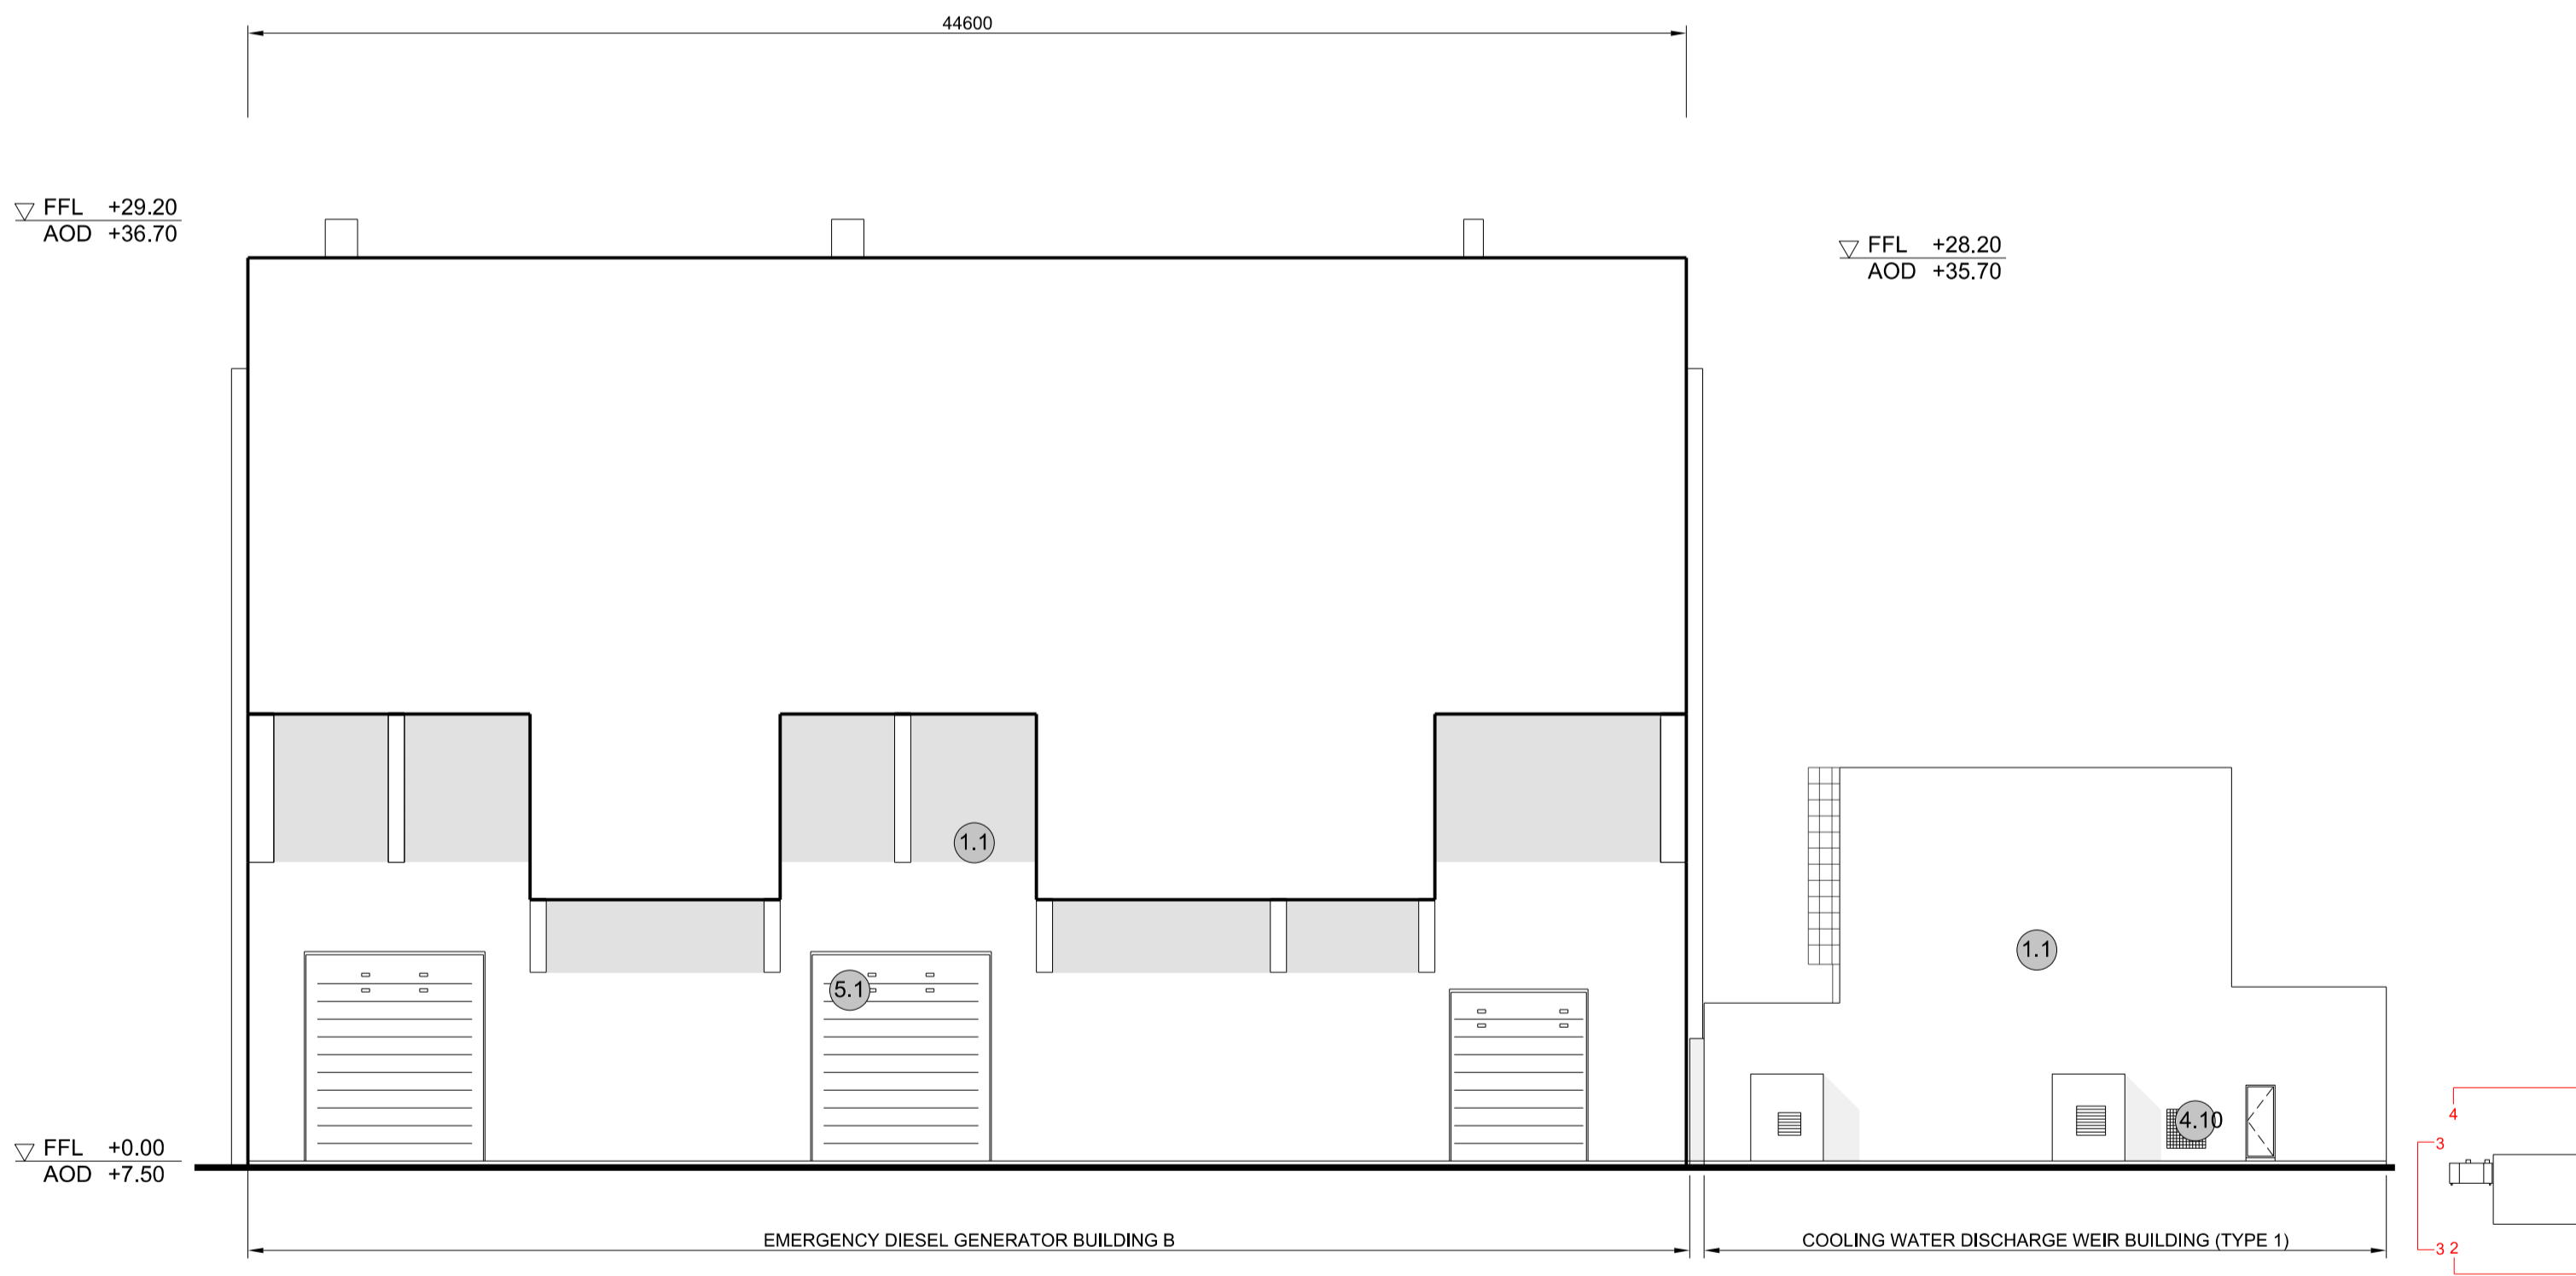 44600
FFL +29.20
AOD +36.70
FFL +28.20
AOD +35.70
1.1
1.1
5.1
4.10
4
3
FFL +0.00
AOD +7.50
EMERGENCY DIESEL GENERATOR BUILDING B
COOLING WATER DISCHARGE WEIR BUILDING (TYPE 1)
3 2